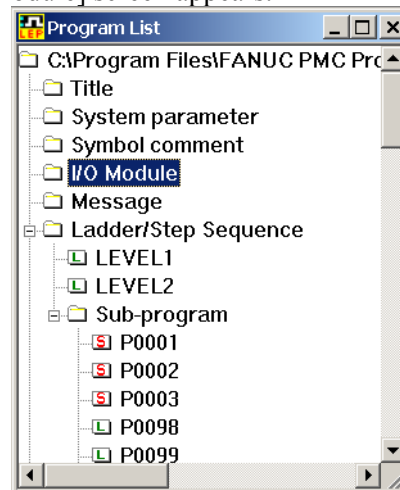 LEP Program List
C:\Program Files\FANUC PMC Pro
Title
System parameter
Symbol comment
I/O Module
Message
Ladder/Step Sequence
L LEVEL1
L LEVEL2
Sub-program
S P0001
S P0002
S P0003
L P0098
L P0099